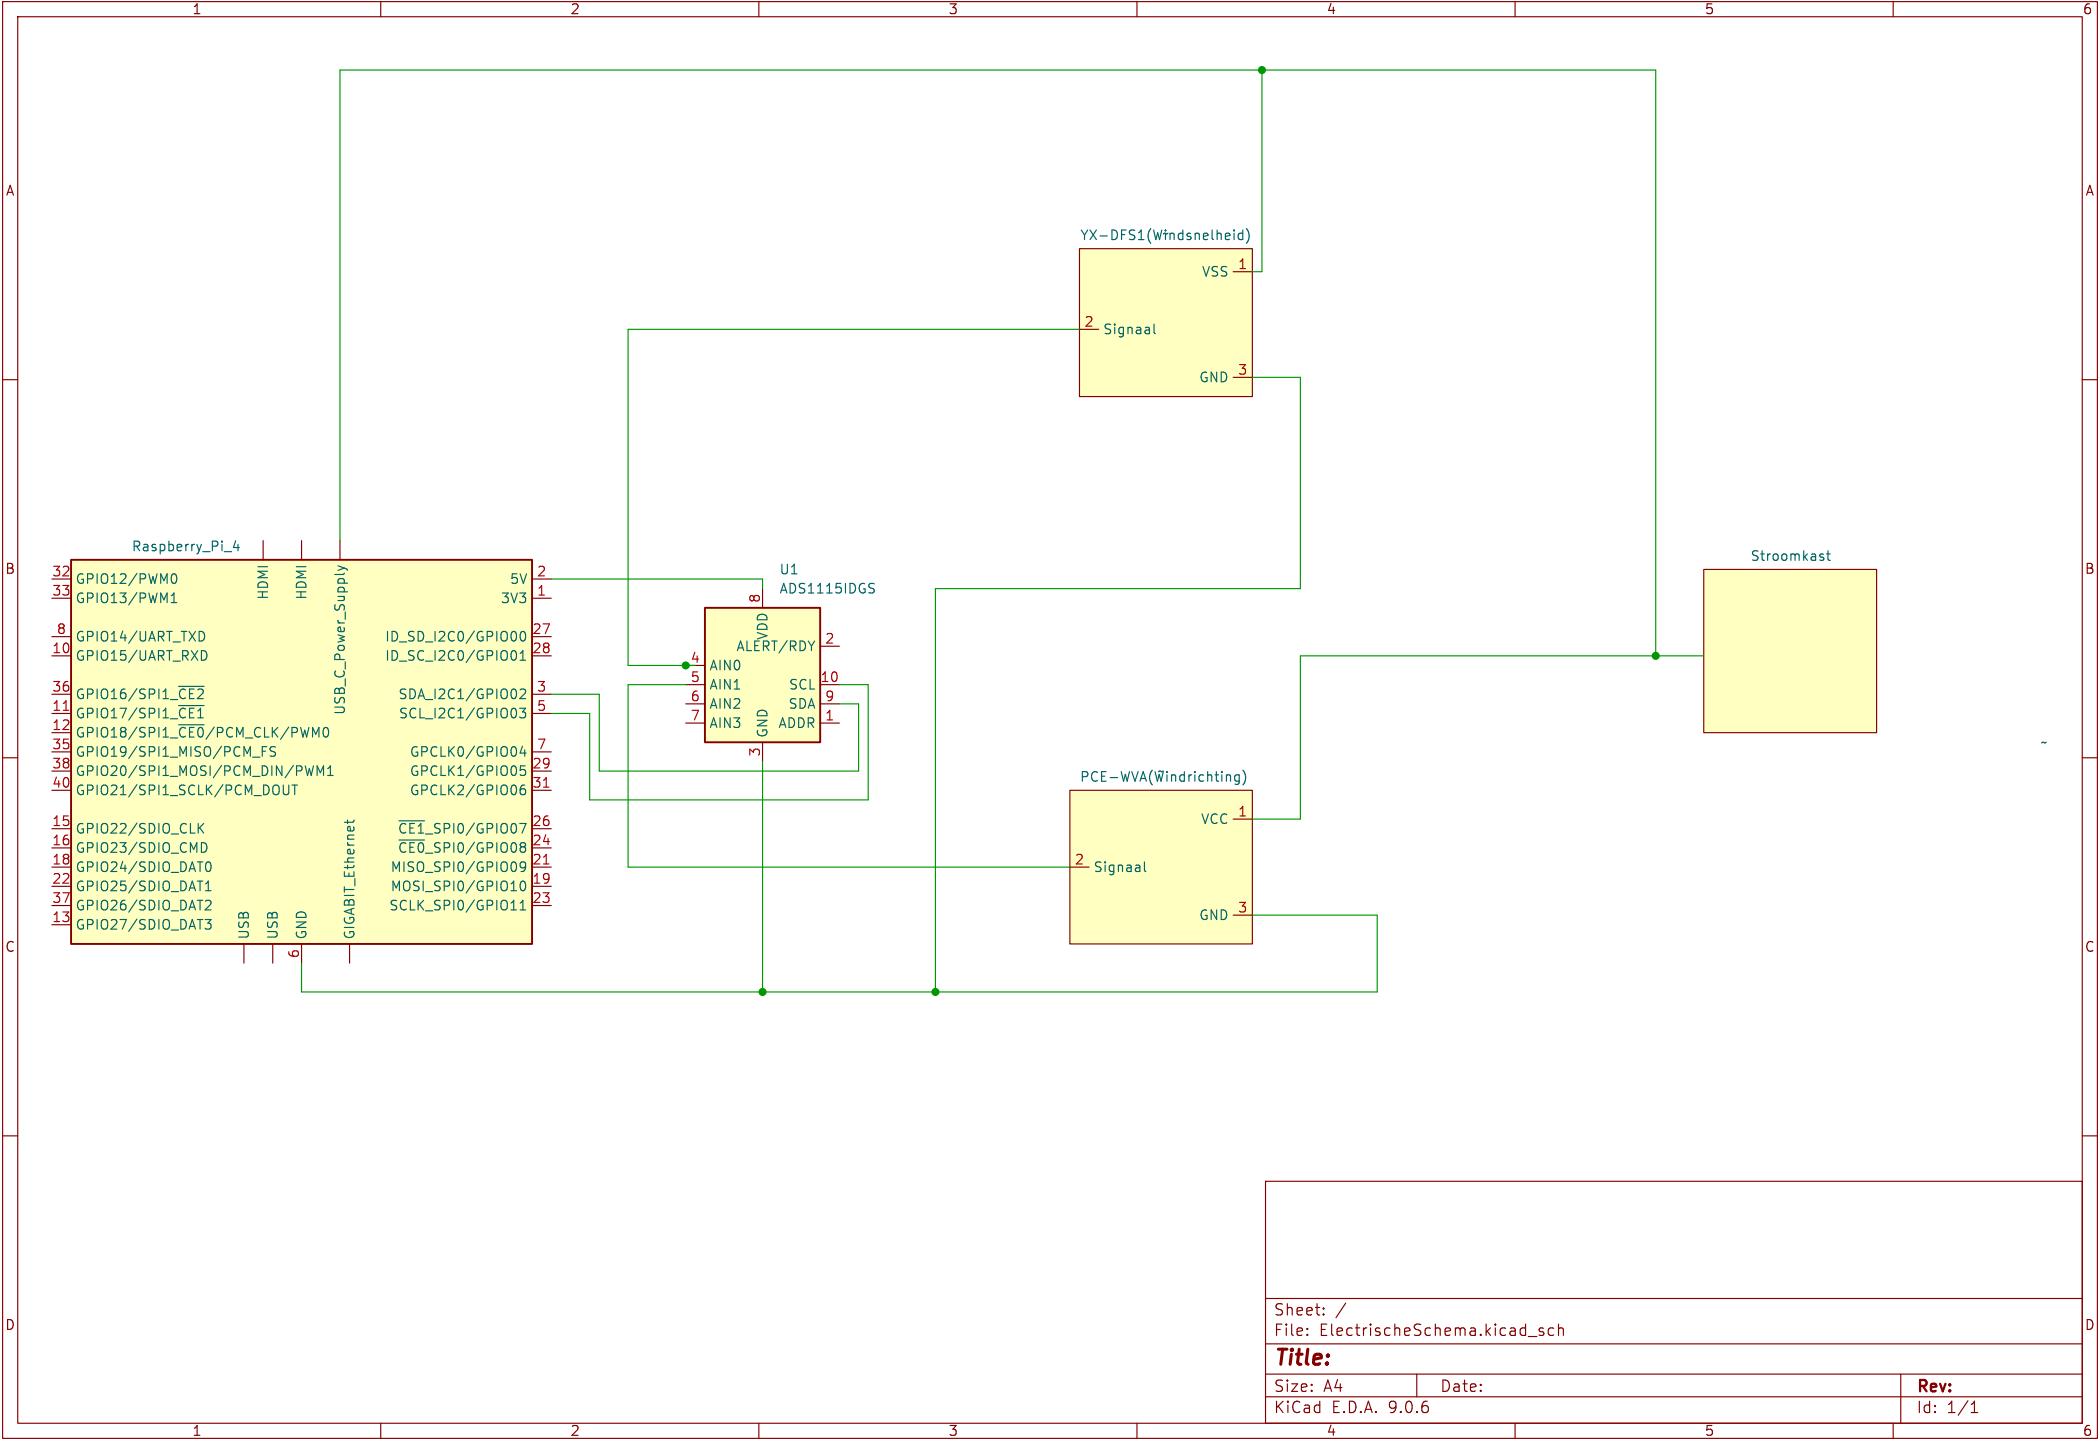 1 2 3 4 5 6
A A
B B
C C
D D
YX-DFS1(Windsnelheid)
VSS 1
2 Signaal
GND 3
Raspberry_Pi_4
HDMI
HDMI
USB_C_Power_Supply
32 GPIO12/PWM0
33 GPIO13/PWM1
8 GPIO14/UART_TXD
10 GPIO15/UART_RXD
36 GPIO16/SPI1_CE2
11 GPIO17/SPI1_CE1
12 GPIO18/SPI1_CE0/PCM_CLK/PWM0
35 GPIO19/SPI1_MISO/PCM_FS
38 GPIO20/SPI1_MOSI/PCM_DIN/PWM1
40 GPIO21/SPI1_SCLK/PCM_DOUT
15 GPIO22/SDIO_CLK
16 GPIO23/SDIO_CMD
18 GPIO24/SDIO_DAT0
22 GPIO25/SDIO_DAT1
37 GPIO26/SDIO_DAT2
13 GPIO27/SDIO_DAT3
5V 2
3V3 1
ID_SD_I2C0/GPIO00 27
ID_SC_I2C0/GPIO01 28
SDA_I2C1/GPIO02 3
SCL_I2C1/GPIO03 5
GPCLK0/GPIO04 7
GPCLK1/GPIO05 29
GPCLK2/GPIO06 31
CE1_SPI0/GPIO07 26
CE0_SPI0/GPIO08 24
MISO_SPI0/GPIO09 21
MOSI_SPI0/GPIO10 19
SCLK_SPI0/GPIO11 23
USB
USB
GND 6
GIGABIT_Ethernet
U1
ADS1115IDGS
8 VDD
ALERT/RDY 2
4 AIN0
5 AIN1
6 AIN2
7 AIN3
SCL 10
SDA 9
ADDR 1
GND 3
Stroomkast
~
PCE-WVA(Windrichting)
VCC 1
2 Signaal
GND 3
Sheet: /
File: ElectrischeSchema.kicad_sch
Title:
Size: A4 Date: Rev:
KiCad E.D.A. 9.0.6 Id: 1/1
1 2 3 4 5 6